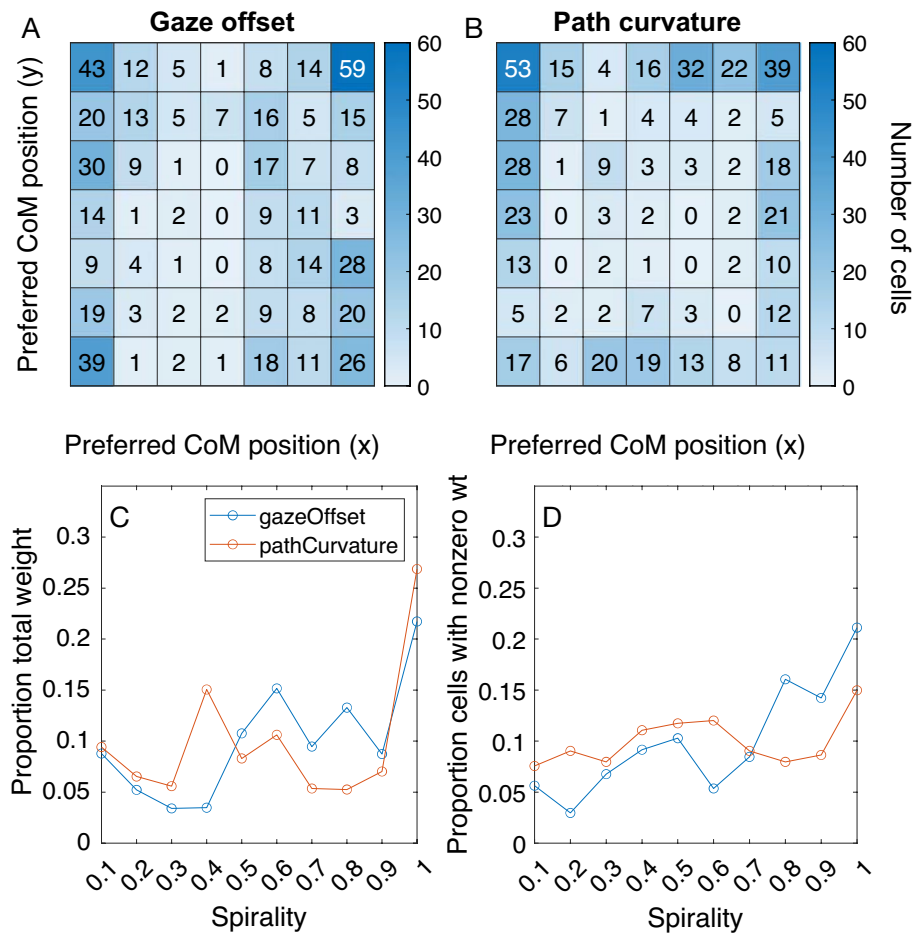 A Gaze offset
B Path curvature
Preferred CoM position (y)
43 12 5 1 8 14 59
20 13 5 7 16 5 15
30 9 1 0 17 7 8
14 1 2 0 9 11 3
9 4 1 0 8 14 28
19 3 2 2 9 8 20
39 1 2 1 18 11 26
60
50
40
30
20
10
0
53 15 4 16 32 22 39
28 7 1 4 4 2 5
28 1 9 3 3 2 18
23 0 3 2 0 2 21
13 0 2 1 0 2 10
5 2 2 7 3 0 12
17 6 20 19 13 8 11
60
50
40
30
20
10
0
Number of cells
Preferred CoM position (x)
Preferred CoM position (x)
C
gazeOffset
pathCurvature
Proportion total weight
0.3
0.25
0.2
0.15
0.1
0.05
0
0.1 0.2 0.3 0.4 0.5 0.6 0.7 0.8 0.9 1
Spirality
D
Proportion cells with nonzero wt
0.3
0.25
0.2
0.15
0.1
0.05
0
0.1 0.2 0.3 0.4 0.5 0.6 0.7 0.8 0.9 1
Spirality